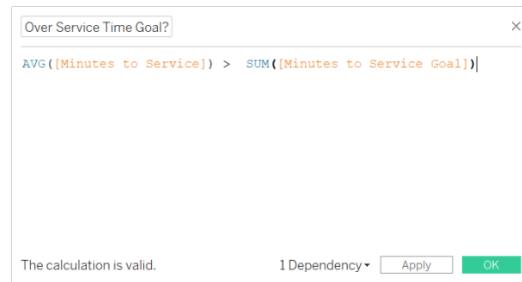 Over Service Time Goal?
AVG([Minutes to Service]) >  SUM([Minutes to Service Goal])
The calculation is valid. 1 Dependency Apply OK